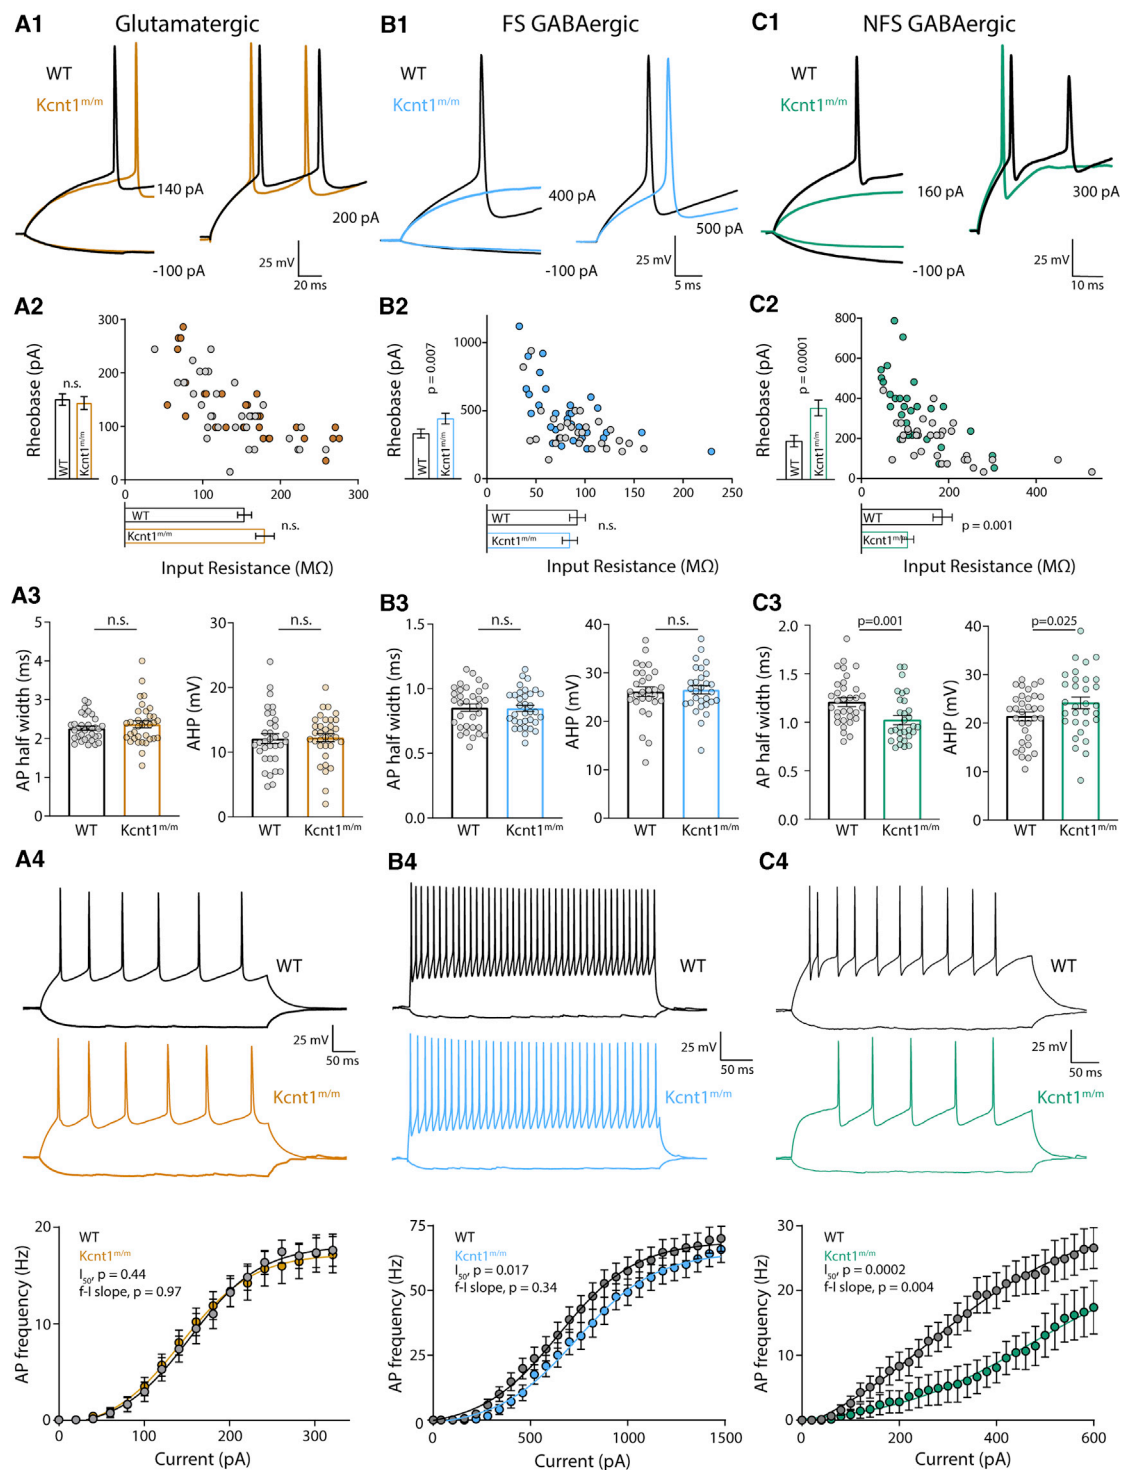 A1 Glutamatergic
WT
Kcnt1m/m
140 pA
200 pA
-100 pA
25 mV
20 ms
B1 FS GABAergic
WT
Kcnt1m/m
400 pA
500 pA
-100 pA
25 mV
5 ms
C1 NFS GABAergic
WT
Kcnt1m/m
160 pA
300 pA
-100 pA
25 mV
10 ms
A2
Rheobase (pA)
n.s.
WT
Kcnt1m/m
300
200
100
0
0 100 200 300
WT
Kcnt1m/m
n.s.
Input Resistance (MΩ)
B2
Rheobase (pA)
p = 0.007
WT
Kcnt1m/m
1000
500
0
0 50 100 150 200 250
WT
Kcnt1m/m
n.s.
Input Resistance (MΩ)
C2
Rheobase (pA)
p = 0.0001
WT
Kcnt1m/m
800
600
400
200
0
0 200 400
WT
Kcnt1m/m
p = 0.001
Input Resistance (MΩ)
A3
AP half width (ms)
n.s.
5
4
3
2
1
0
WT Kcnt1m/m
AHP (mV)
n.s.
30
20
10
0
WT Kcnt1m/m
B3
AP half width (ms)
n.s.
1.5
1.0
0.5
0.0
WT Kcnt1m/m
AHP (mV)
n.s.
40
30
20
10
0
WT Kcnt1m/m
C3
AP half width (ms)
p=0.001
2.0
1.5
1.0
0.5
0.0
WT Kcnt1m/m
AHP (mV)
p=0.025
40
20
0
WT Kcnt1m/m
A4
WT
25 mV
50 ms
Kcnt1m/m
AP frequency (Hz)
20
10
0
WT
Kcnt1m/m
I50, p = 0.44
f-I slope, p = 0.97
0 100 200 300
Current (pA)
B4
WT
25 mV
50 ms
Kcnt1m/m
AP frequency (Hz)
75
50
25
0
WT
Kcnt1m/m
I50, p = 0.017
f-I slope, p = 0.34
0 500 1000 1500
Current (pA)
C4
WT
25 mV
50 ms
Kcnt1m/m
AP frequency (Hz)
30
20
10
0
WT
Kcnt1m/m
I50, p = 0.0002
f-I slope, p = 0.004
0 200 400 600
Current (pA)